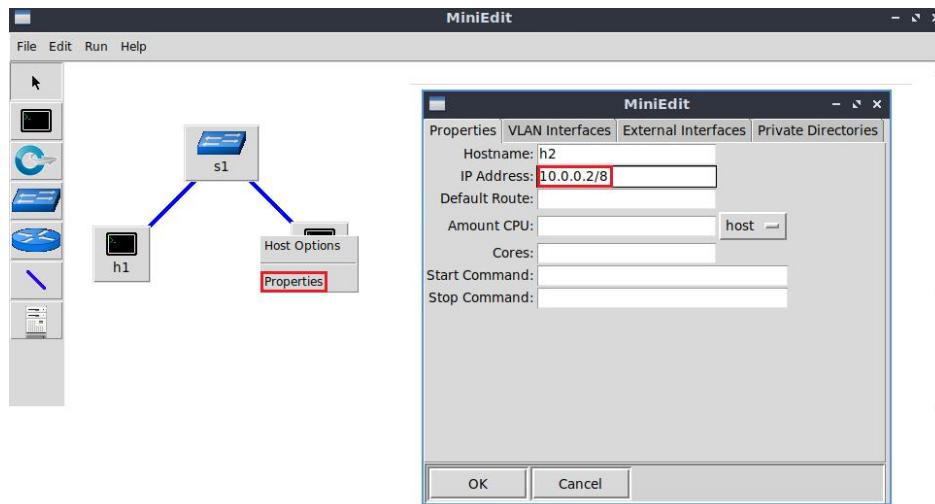 MiniEdit
File Edit Run Help
s1
h1
Host Options
Properties
MiniEdit
Properties VLAN Interfaces External Interfaces Private Directories
Hostname: h2
IP Address: 10.0.0.2/8
Default Route:
Amount CPU: host
Cores:
Start Command:
Stop Command:
OK Cancel